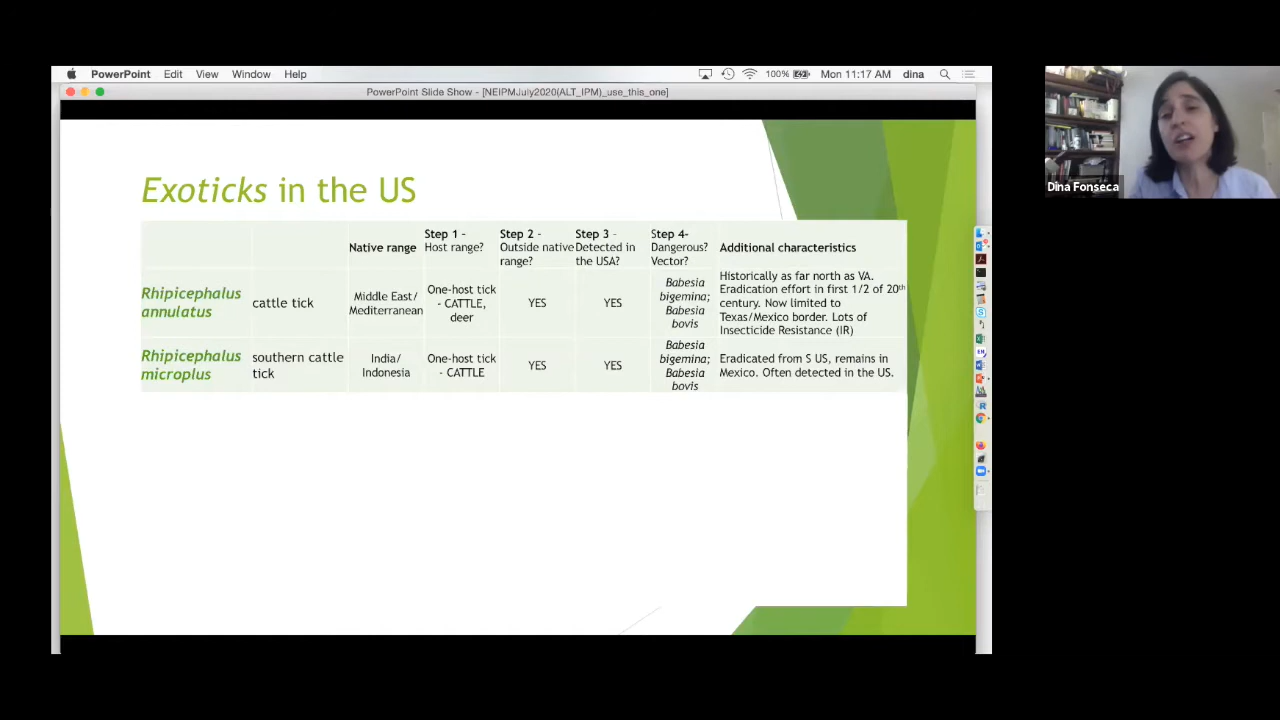 PowerPoint Edit View Window Help 100% Mon 11:17 AM dina
PowerPoint Slide Show - [NEIPMJuly2020(ALT_IPM)_use_this_one]
Exoticks in the US
Native range
Step 1 -
Host range?
Step 2 -
Outside native
range?
Step 3 -
Detected in
the USA?
Step 4-
Dangerous?
Vector?
Additional characteristics
Rhipicephalus
annulatus
cattle tick
Middle East/
Mediterranean
One-host tick
- CATTLE,
deer
YES
YES
Babesia
bigemina;
Babesia
bovis
Historically as far north as VA.
Eradication effort in first 1/2 of 20th
century. Now limited to
Texas/Mexico border. Lots of
Insecticide Resistance (IR)
Rhipicephalus
microplus
southern cattle
tick
India/
Indonesia
One-host tick
- CATTLE
YES
YES
Babesia
bigemina;
Babesia
bovis
Eradicated from S US, remains in
Mexico. Often detected in the US.
Dina Fonseca